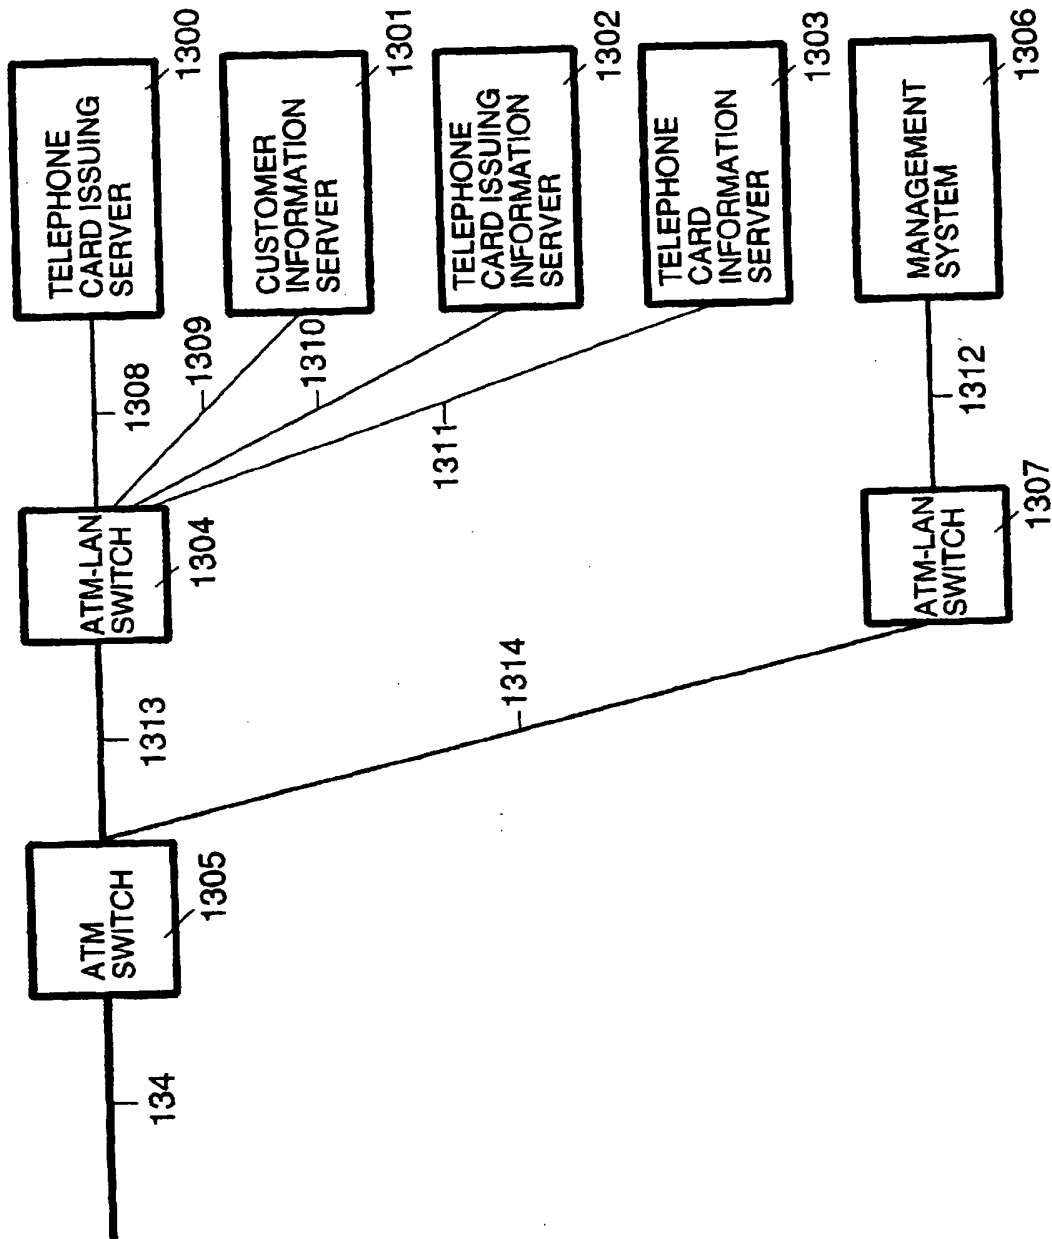 TELEPHONE
CARD ISSUING
SERVER
1300
CUSTOMER
INFORMATION
SERVER
1301
TELEPHONE
CARD ISSUING
INFORMATION
SERVER
1302
TELEPHONE
CARD
INFORMATION
SERVER
1303
MANAGEMENT
SYSTEM
1306
1308
1309
1310
1311
1312
ATM-LAN
SWITCH
1304
ATM-LAN
SWITCH
1307
1313
1314
ATM
SWITCH
1305
134